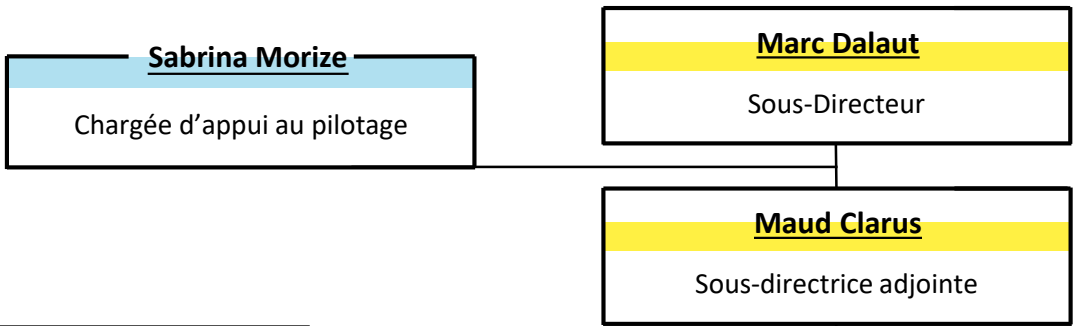 Sabrina Morize
Chargée d’appui au pilotage
Marc Dalaut
Sous-Directeur
Maud Clarus
Sous-directrice adjointe